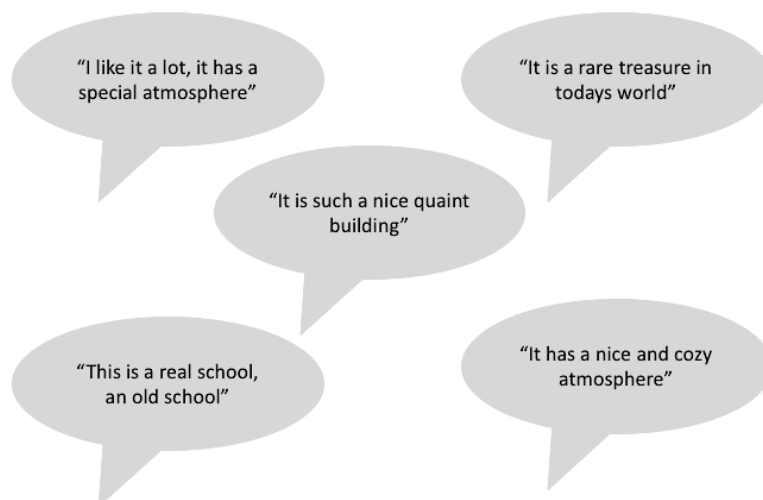 “I like it a lot, it has a
special atmosphere”
“It is a rare treasure in
todays world”
“It is such a nice quaint
building”
“This is a real school,
an old school”
“It has a nice and cozy
atmosphere”